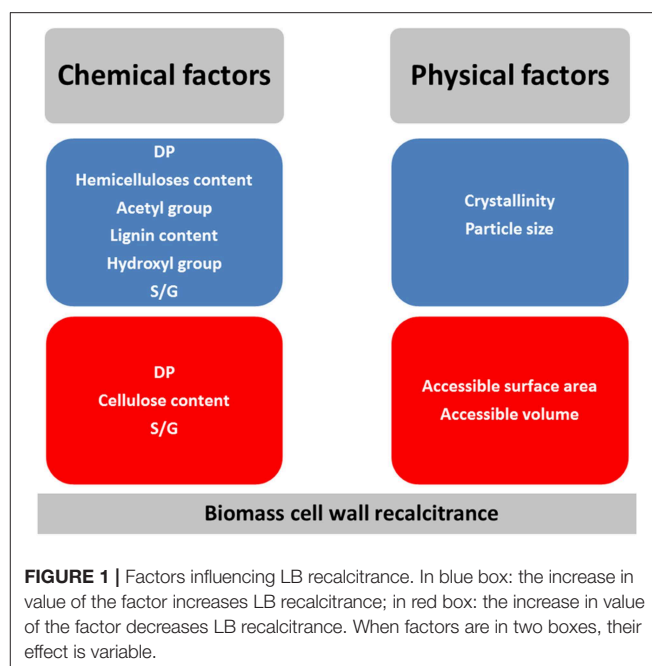 Chemical factors
Physical factors
DP
Hemicelluloses content
Acetyl group
Lignin content
Hydroxyl group
S/G
Crystallinity
Particle size
DP
Cellulose content
S/G
Accessible surface area
Accessible volume
Biomass cell wall recalcitrance
FIGURE 1 | Factors influencing LB recalcitrance. In blue box: the increase in
value of the factor increases LB recalcitrance; in red box: the increase in value
of the factor decreases LB recalcitrance. When factors are in two boxes, their
effect is variable.